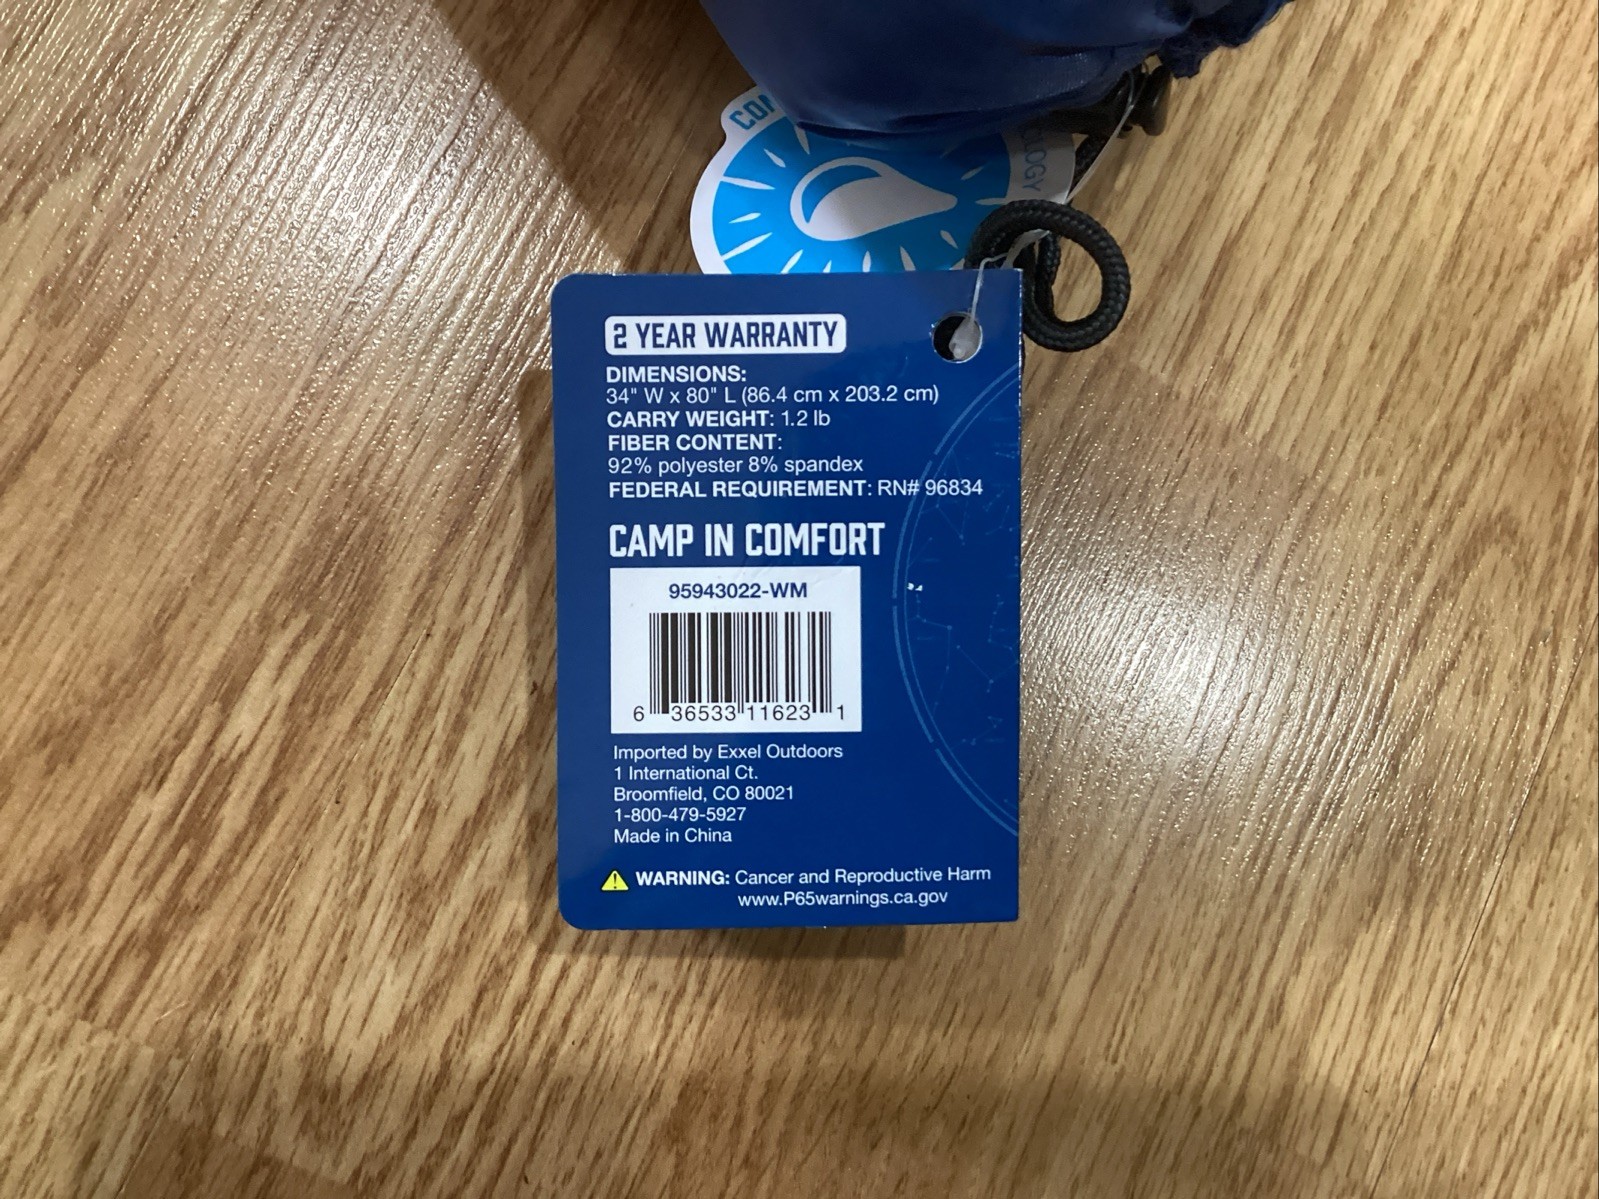 2 YEAR WARRANTY
DIMENSIONS:
34" W x 80" L (86.4 cm x 203.2 cm)
CARRY WEIGHT: 1.2 lb
FIBER CONTENT:
92% polyester 8% spandex
FEDERAL REQUIREMENT: RN# 96834
CAMP IN COMFORT
95943022-WM
6 36533 11623 1
Imported by Exxel Outdoors
1 International Ct.
Broomfield, CO 80021
1-800-479-5927
Made in China
WARNING: Cancer and Reproductive Harm
www.P65warnings.ca.gov